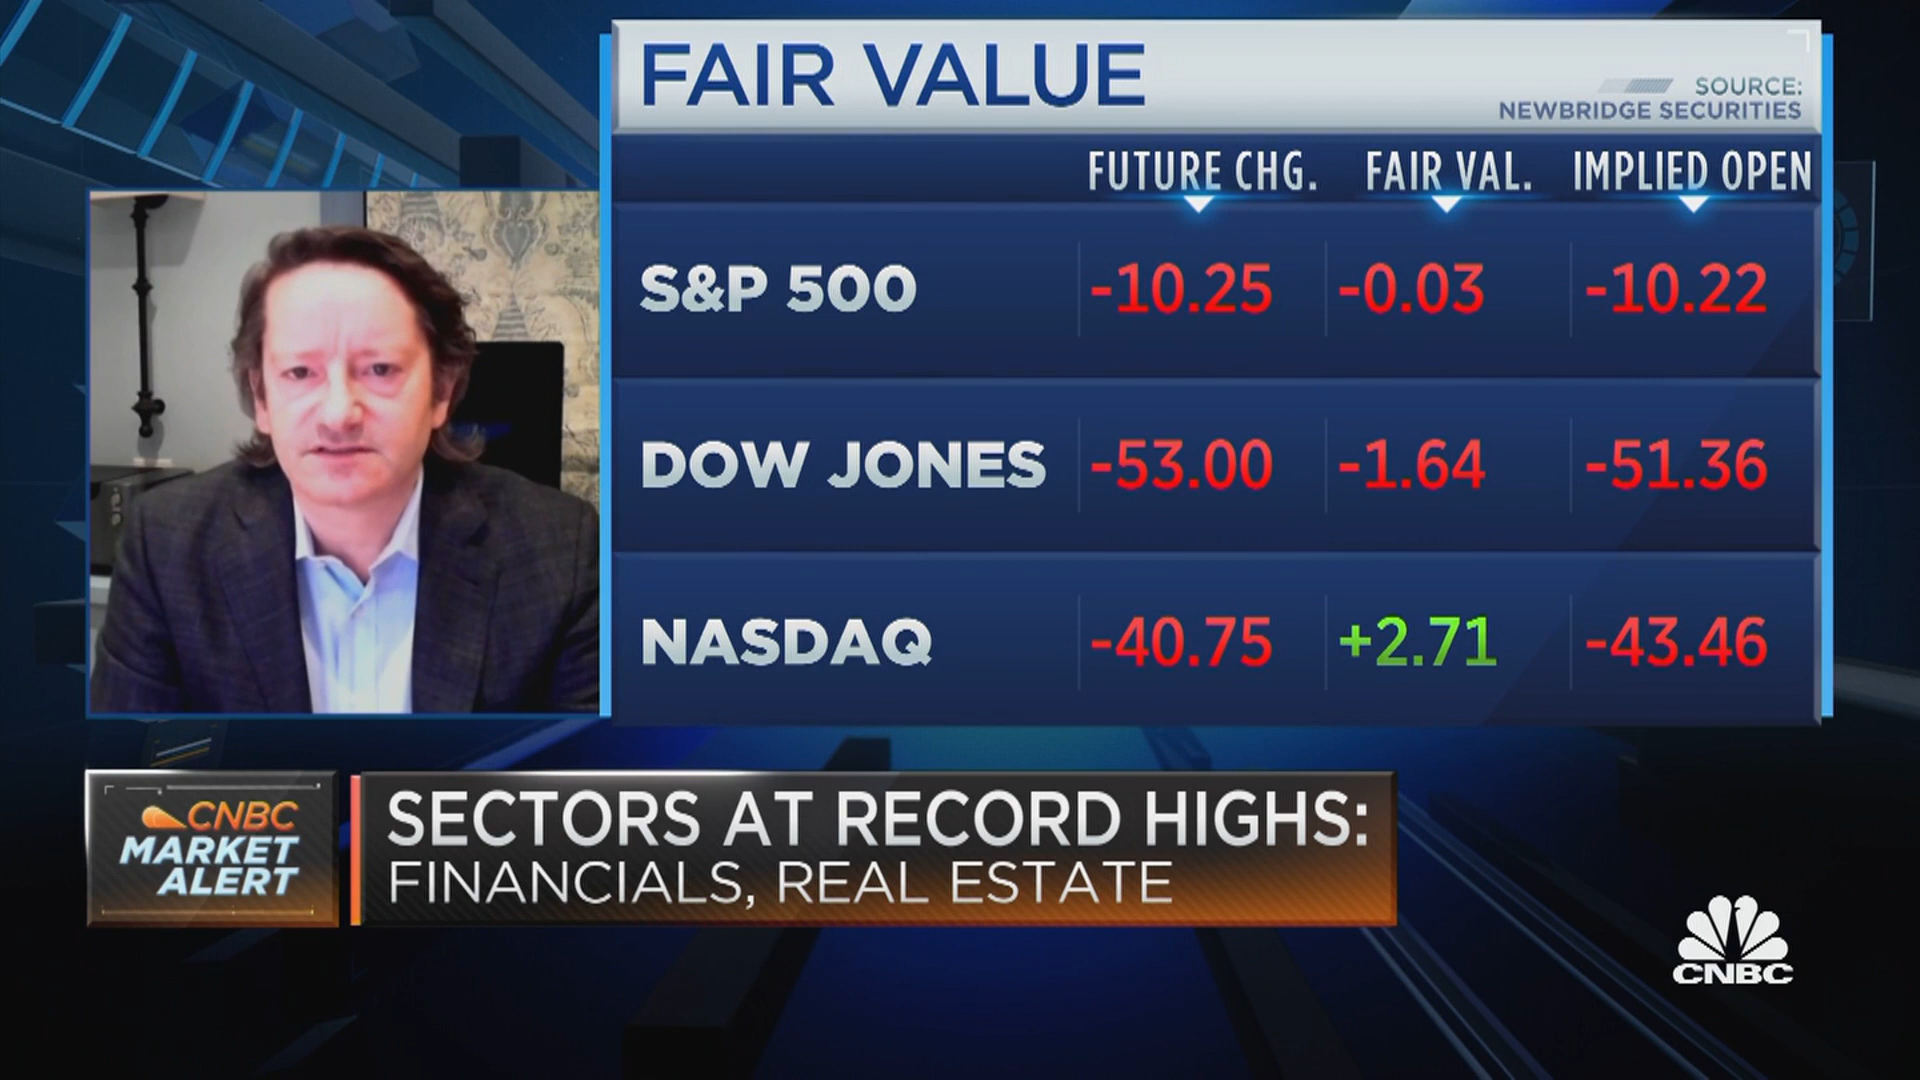 FAIR VALUE
SOURCE:
NEWBRIDGE SECURITIES
FUTURE CHG. FAIR VAL. IMPLIED OPEN
S&P 500 -10.25 -0.03 -10.22
DOW JONES -53.00 -1.64 -51.36
NASDAQ -40.75 +2.71 -43.46
CNBC
MARKET
ALERT
SECTORS AT RECORD HIGHS:
FINANCIALS, REAL ESTATE
CNBC